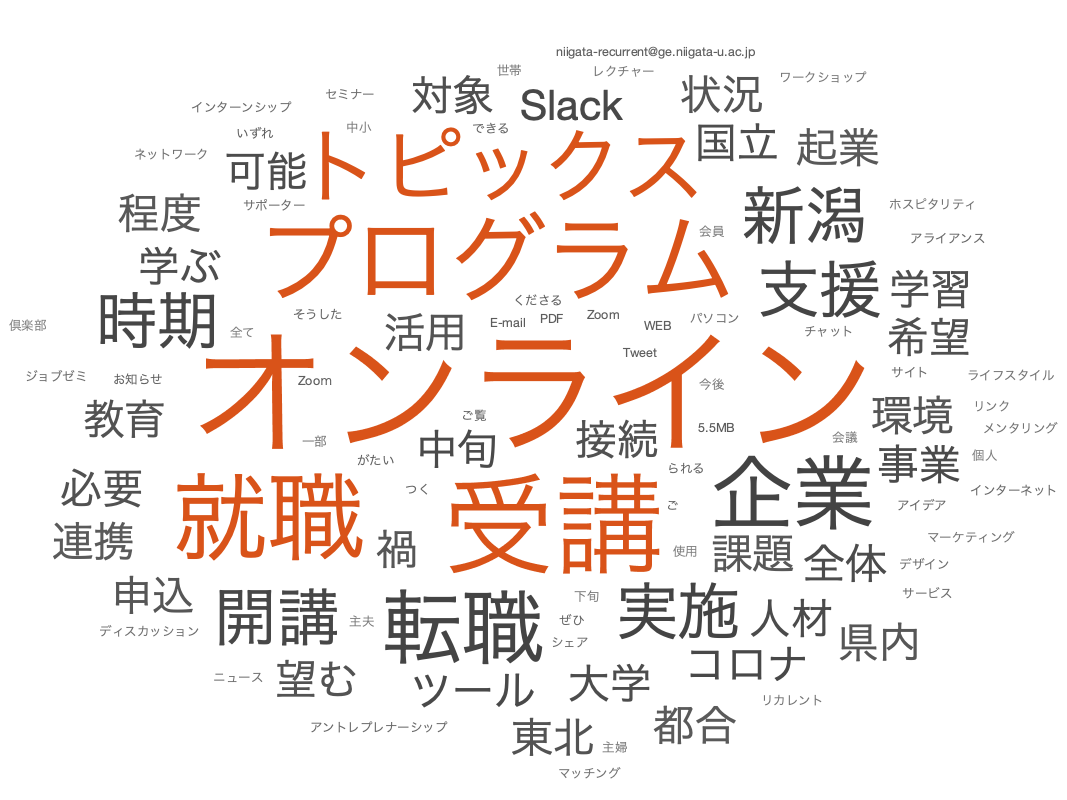 niigata-recurrent@ge.niigata-u.ac.jp
世帯
レクチャー
ワークショップ
セミナー
対象
Slack
状況
インターンシップ
中小
できる
いずれ
国立
起業
ネットワーク
可能
トピックス
サポーター
程度
新潟
ホスピタリティ
プログラム
会員
アライアンス
学ぶ
支援
学習
時期
くださる
そうした
E-mail
PDF
Zoom
WEB
パソコン
倶楽部
全て
活用
チャット
希望
オンライン
Tweet
サイト
ライフスタイル
ジョブゼミ
お知らせ
Zoom
今後
教育
ご覧
環境
リンク
5.5MB
メンタリング
一部
中旬
接続
会議
がたい
られる
事業
個人
必要
就職
つく
受講
ご
企業
インターネット
アイデア
連携
禍
使用
課題
全体
マーケティング
デザイン
申込
下旬
サービス
開講
主夫
転職
ぜひ
実施
人材
ディスカッション
シェア
県内
ニュース
望む
ツール
大学
コロナ
リカレント
アントレプレナーシップ
東北
主婦
都合
マッチング